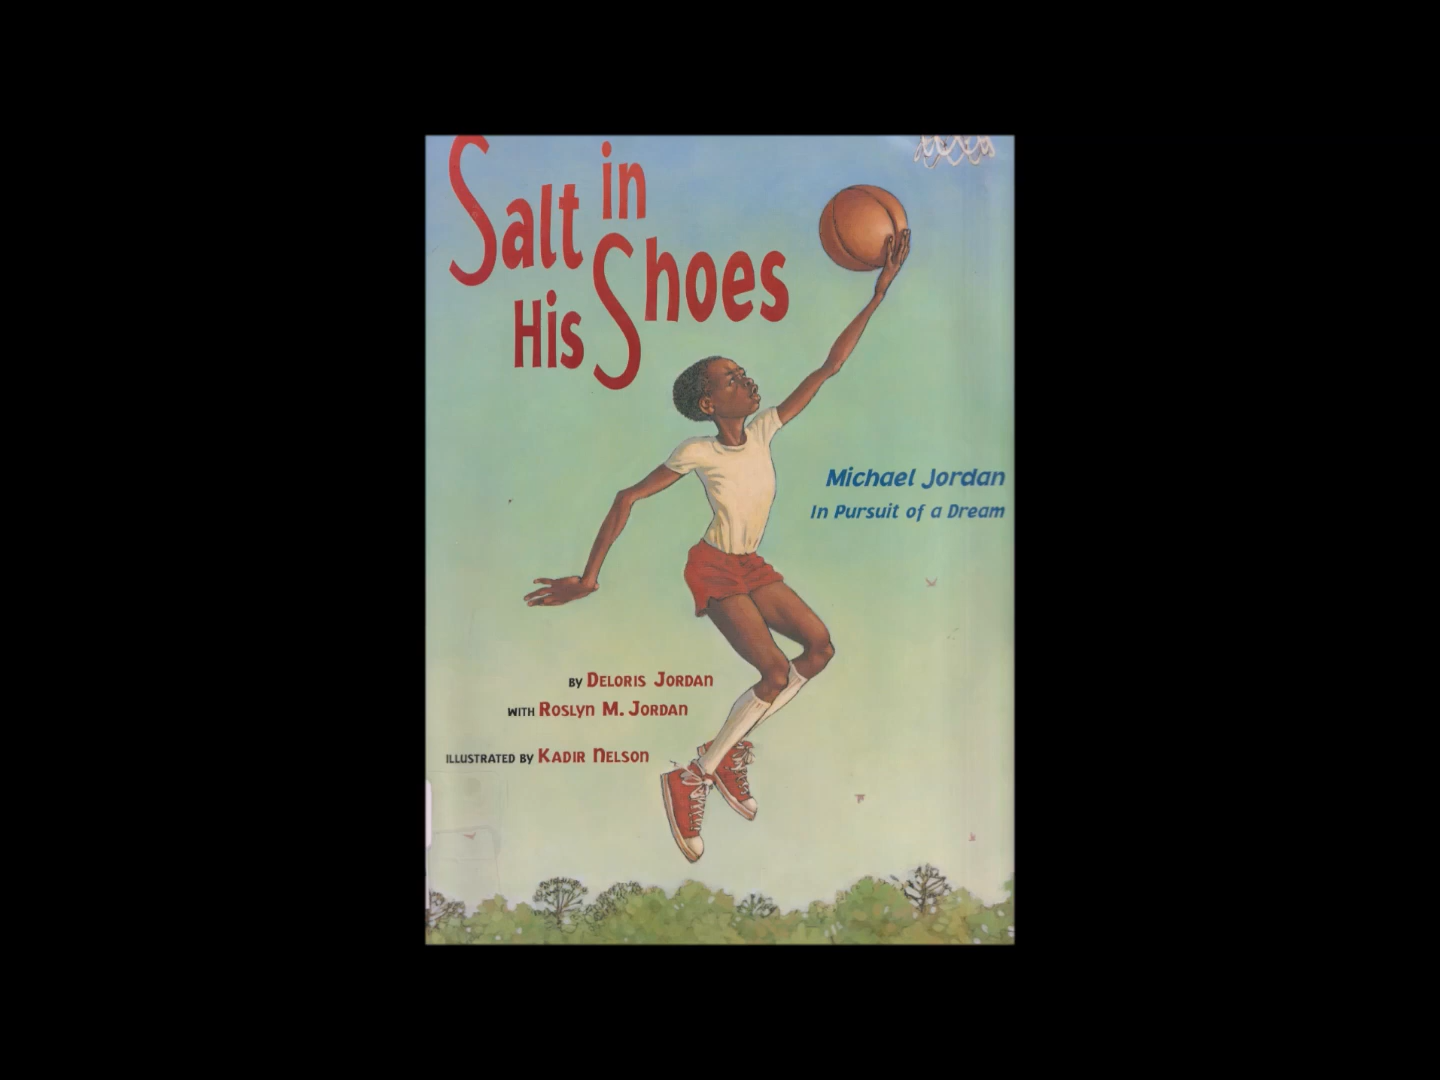 Salt in
His Shoes
Michael Jordan
In Pursuit of a Dream
BY DELORIS JORDAN
WITH ROSLYN M. JORDAN
ILLUSTRATED BY KADIR NELSON